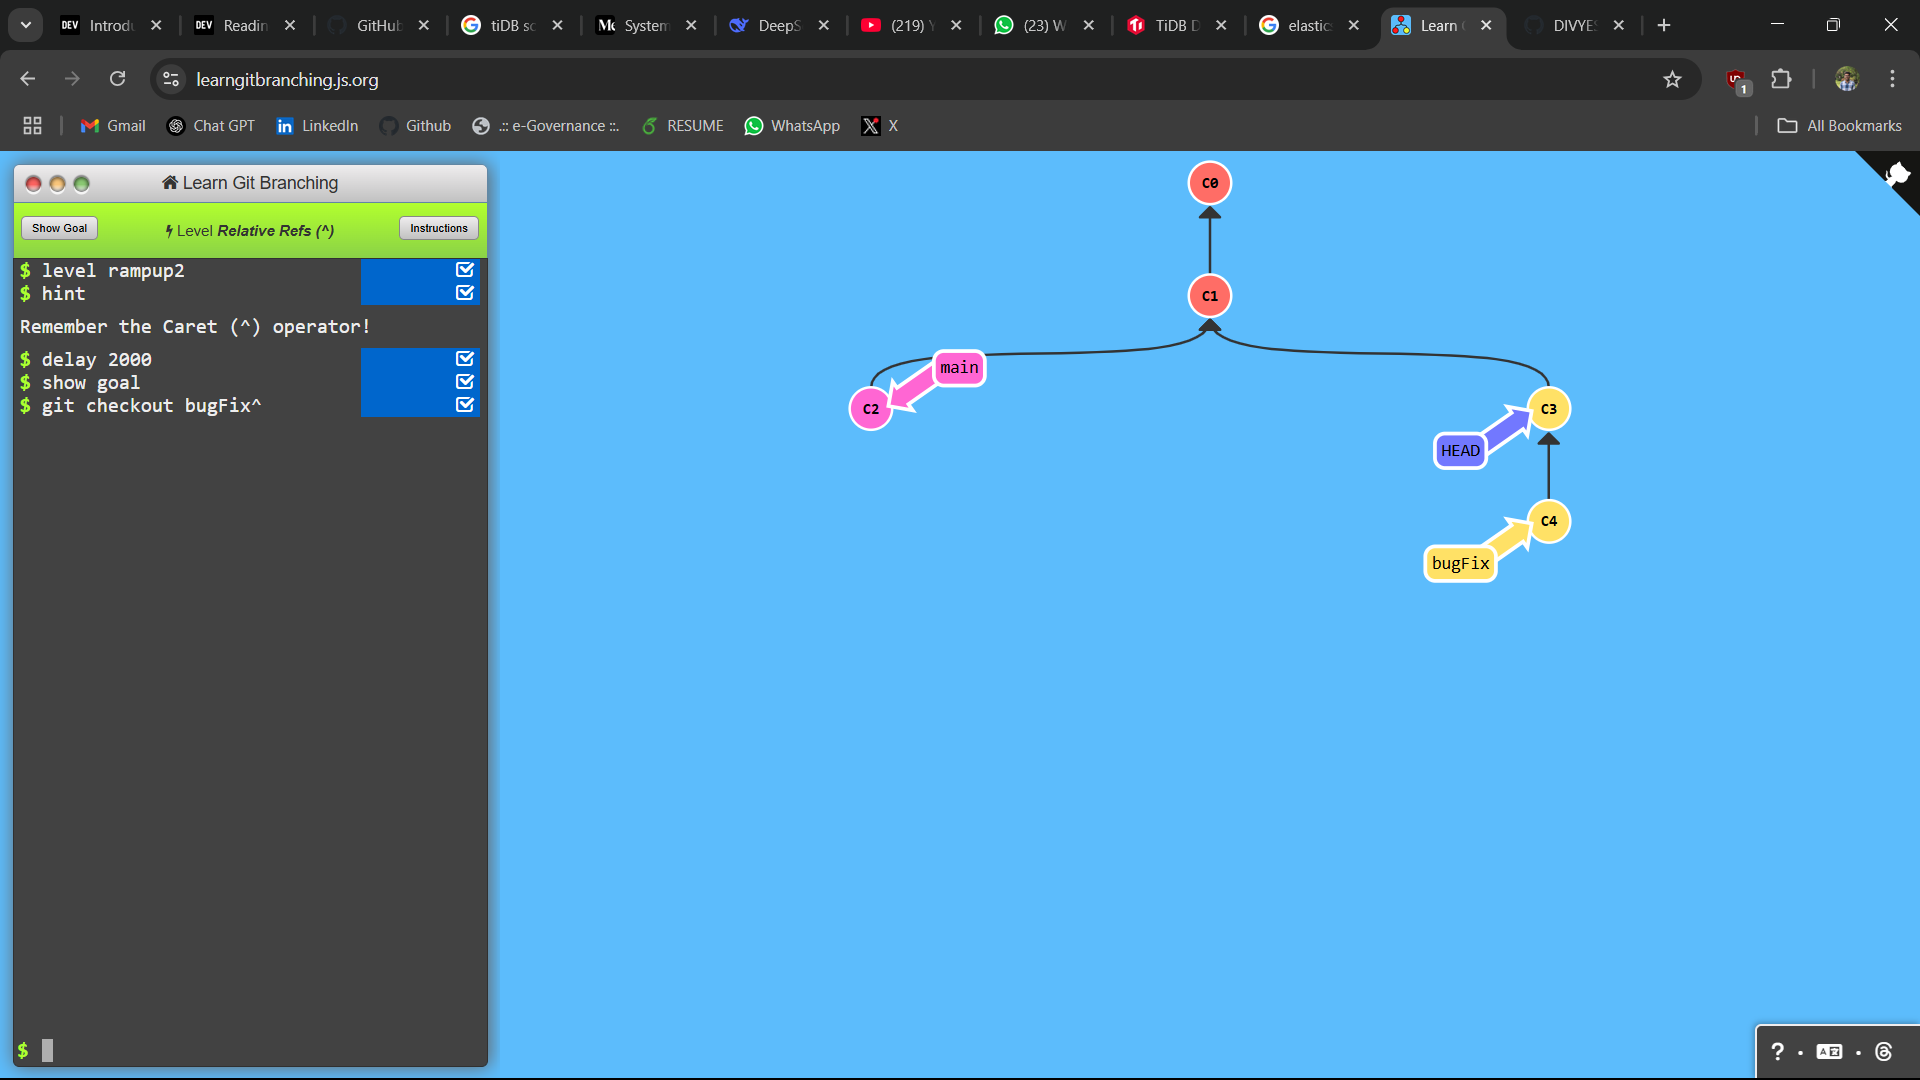 Introdu
Readin
GitHub
tiDB sc
System
DeepS
(219) Y
(23) W
TiDB D
elastic
Learn
DIVYES
learngitbranching.js.org
1
Gmail
Chat GPT
LinkedIn
Github
.:: e-Governance ::.
RESUME
WhatsApp
X
All Bookmarks
Learn Git Branching
Show Goal
Level Relative Refs (^)
Instructions
$ level rampup2
$ hint
Remember the Caret (^) operator!
$ delay 2000
$ show goal
$ git checkout bugFix^
$
C0
C1
main
C2
C3
HEAD
C4
bugFix
?